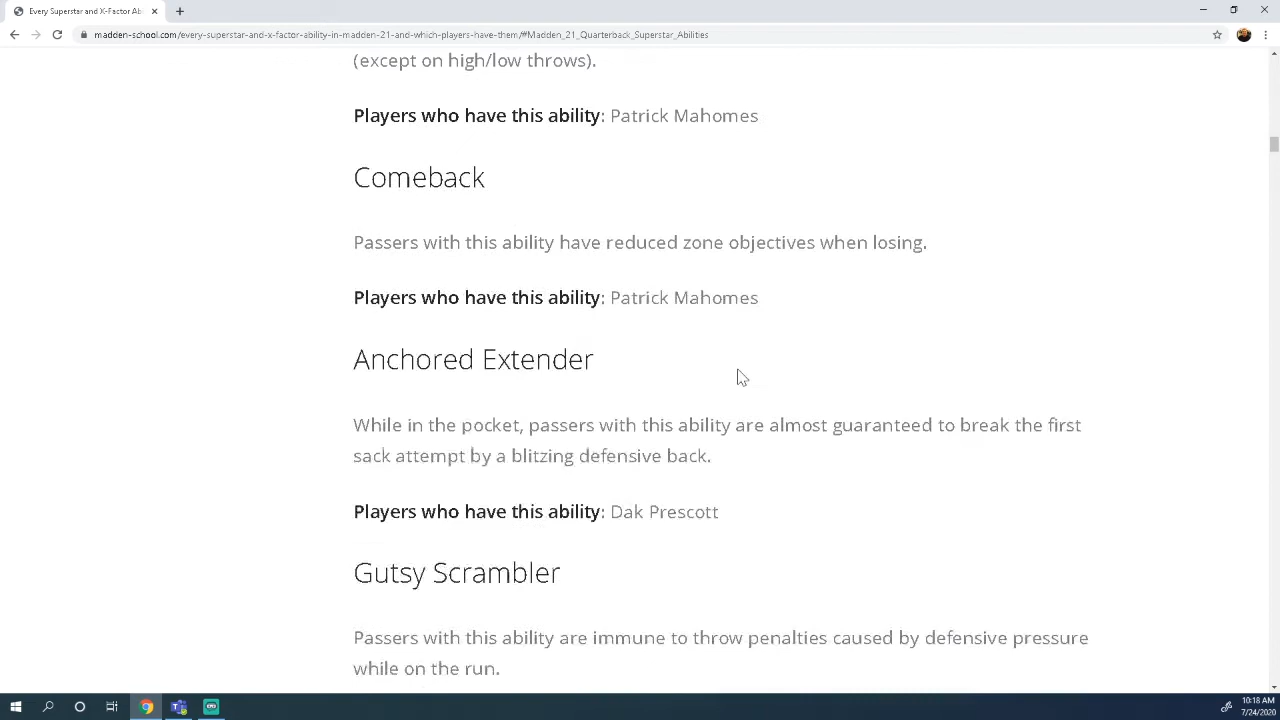 Every Superstar and X-Factor Ab
madden-school.com/every-superstar-and-x-factor-ability-in-madden-21-and-which-players-have-them/#Madden_21_Quarterback_Superstar_Abilities
(except on high/low throws).
Players who have this ability: Patrick Mahomes
Comeback
Passers with this ability have reduced zone objectives when losing.
Players who have this ability: Patrick Mahomes
Anchored Extender
While in the pocket, passers with this ability are almost guaranteed to break the first
sack attempt by a blitzing defensive back.
Players who have this ability: Dak Prescott
Gutsy Scrambler
Passers with this ability are immune to throw penalties caused by defensive pressure
while on the run.
10:18 AM
7/24/2020